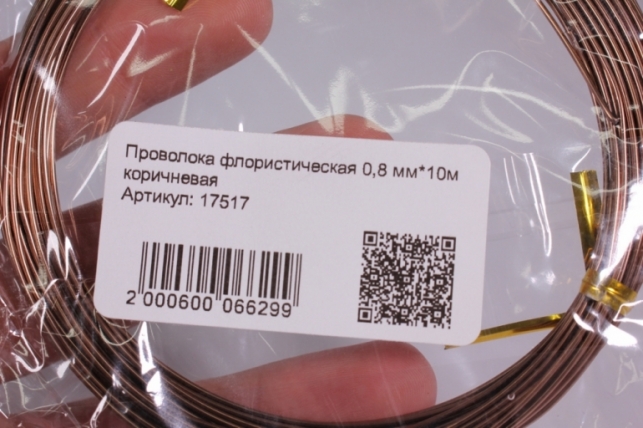 Проволока флористическая 0,8 мм*10м
коричневая
Артикул: 17517
2 000600 066299